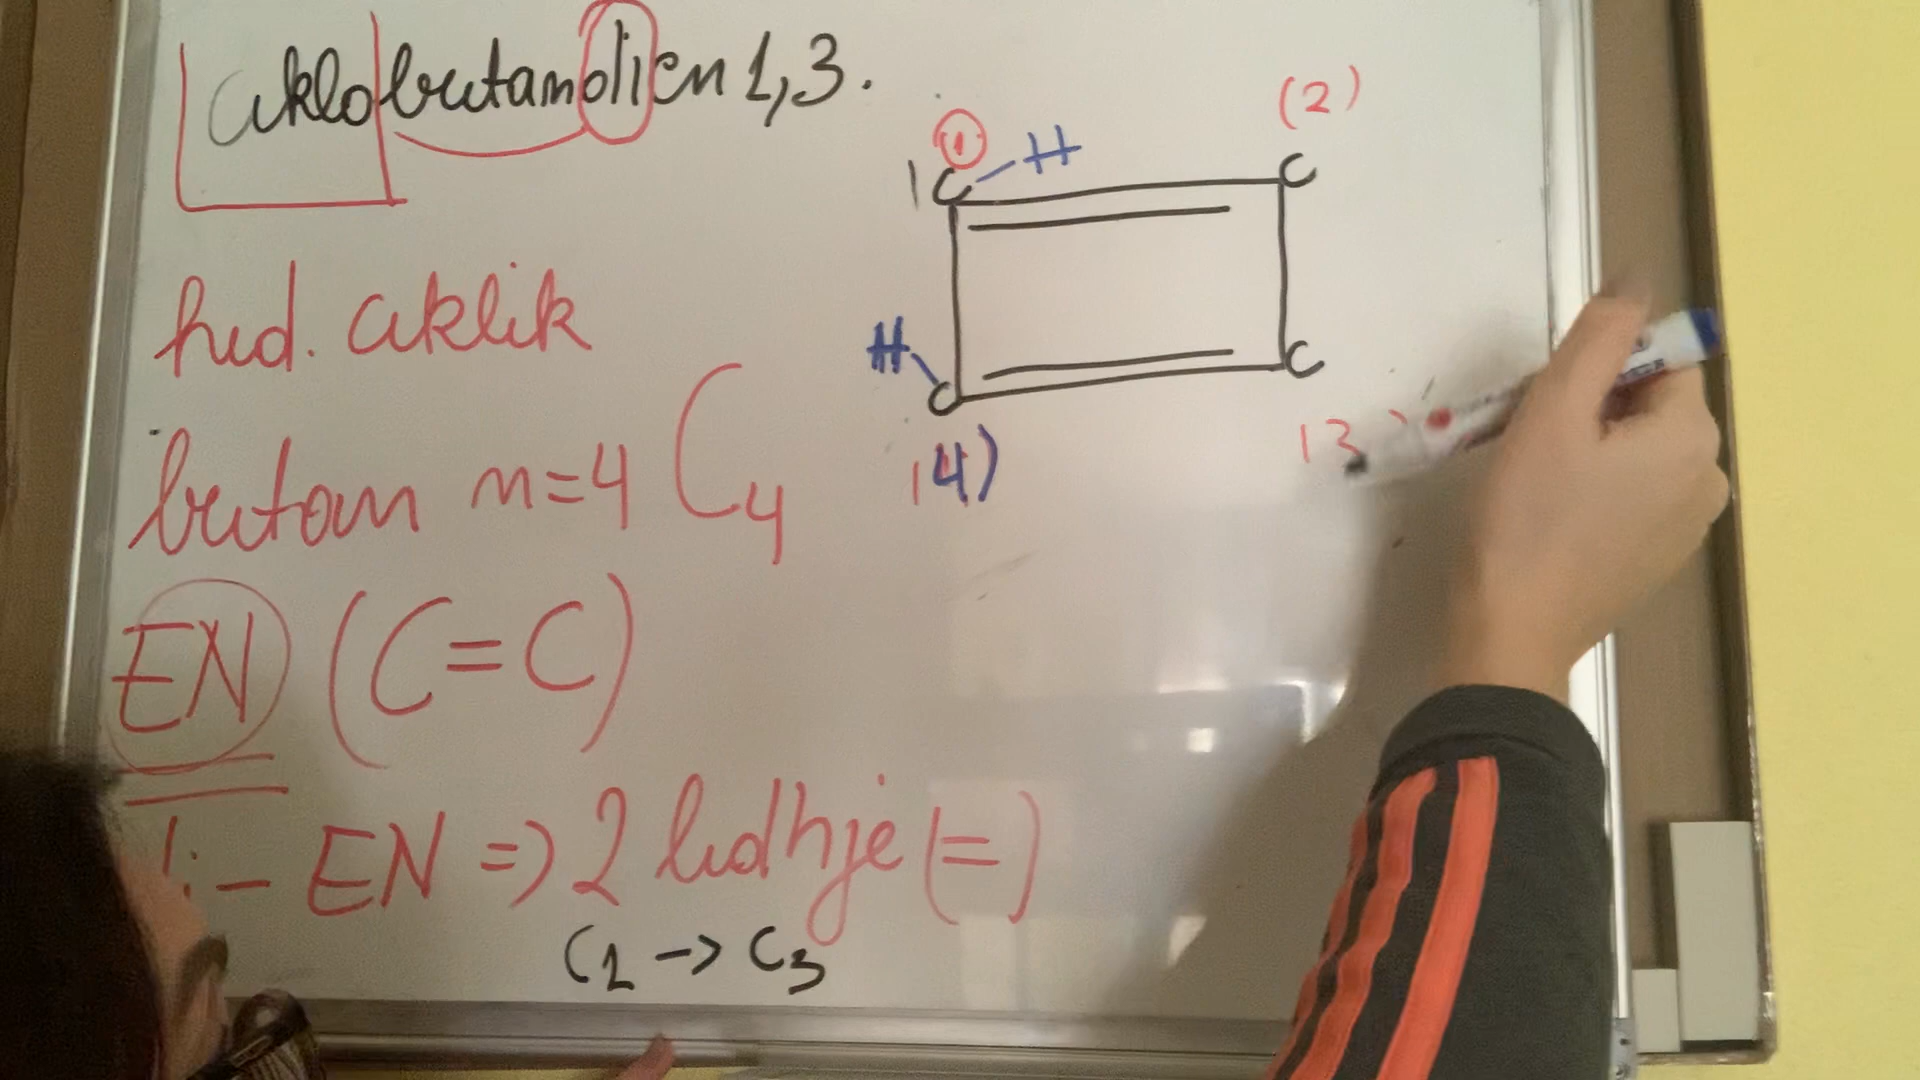 ciklobutandien 1,3.
hid. ciklik
butan n=4 C4
EN (C=C)
di - EN => 2 lidhje (=)
C1 -> C3
(1) H (2)
1 C C
H C C
(4) (3)